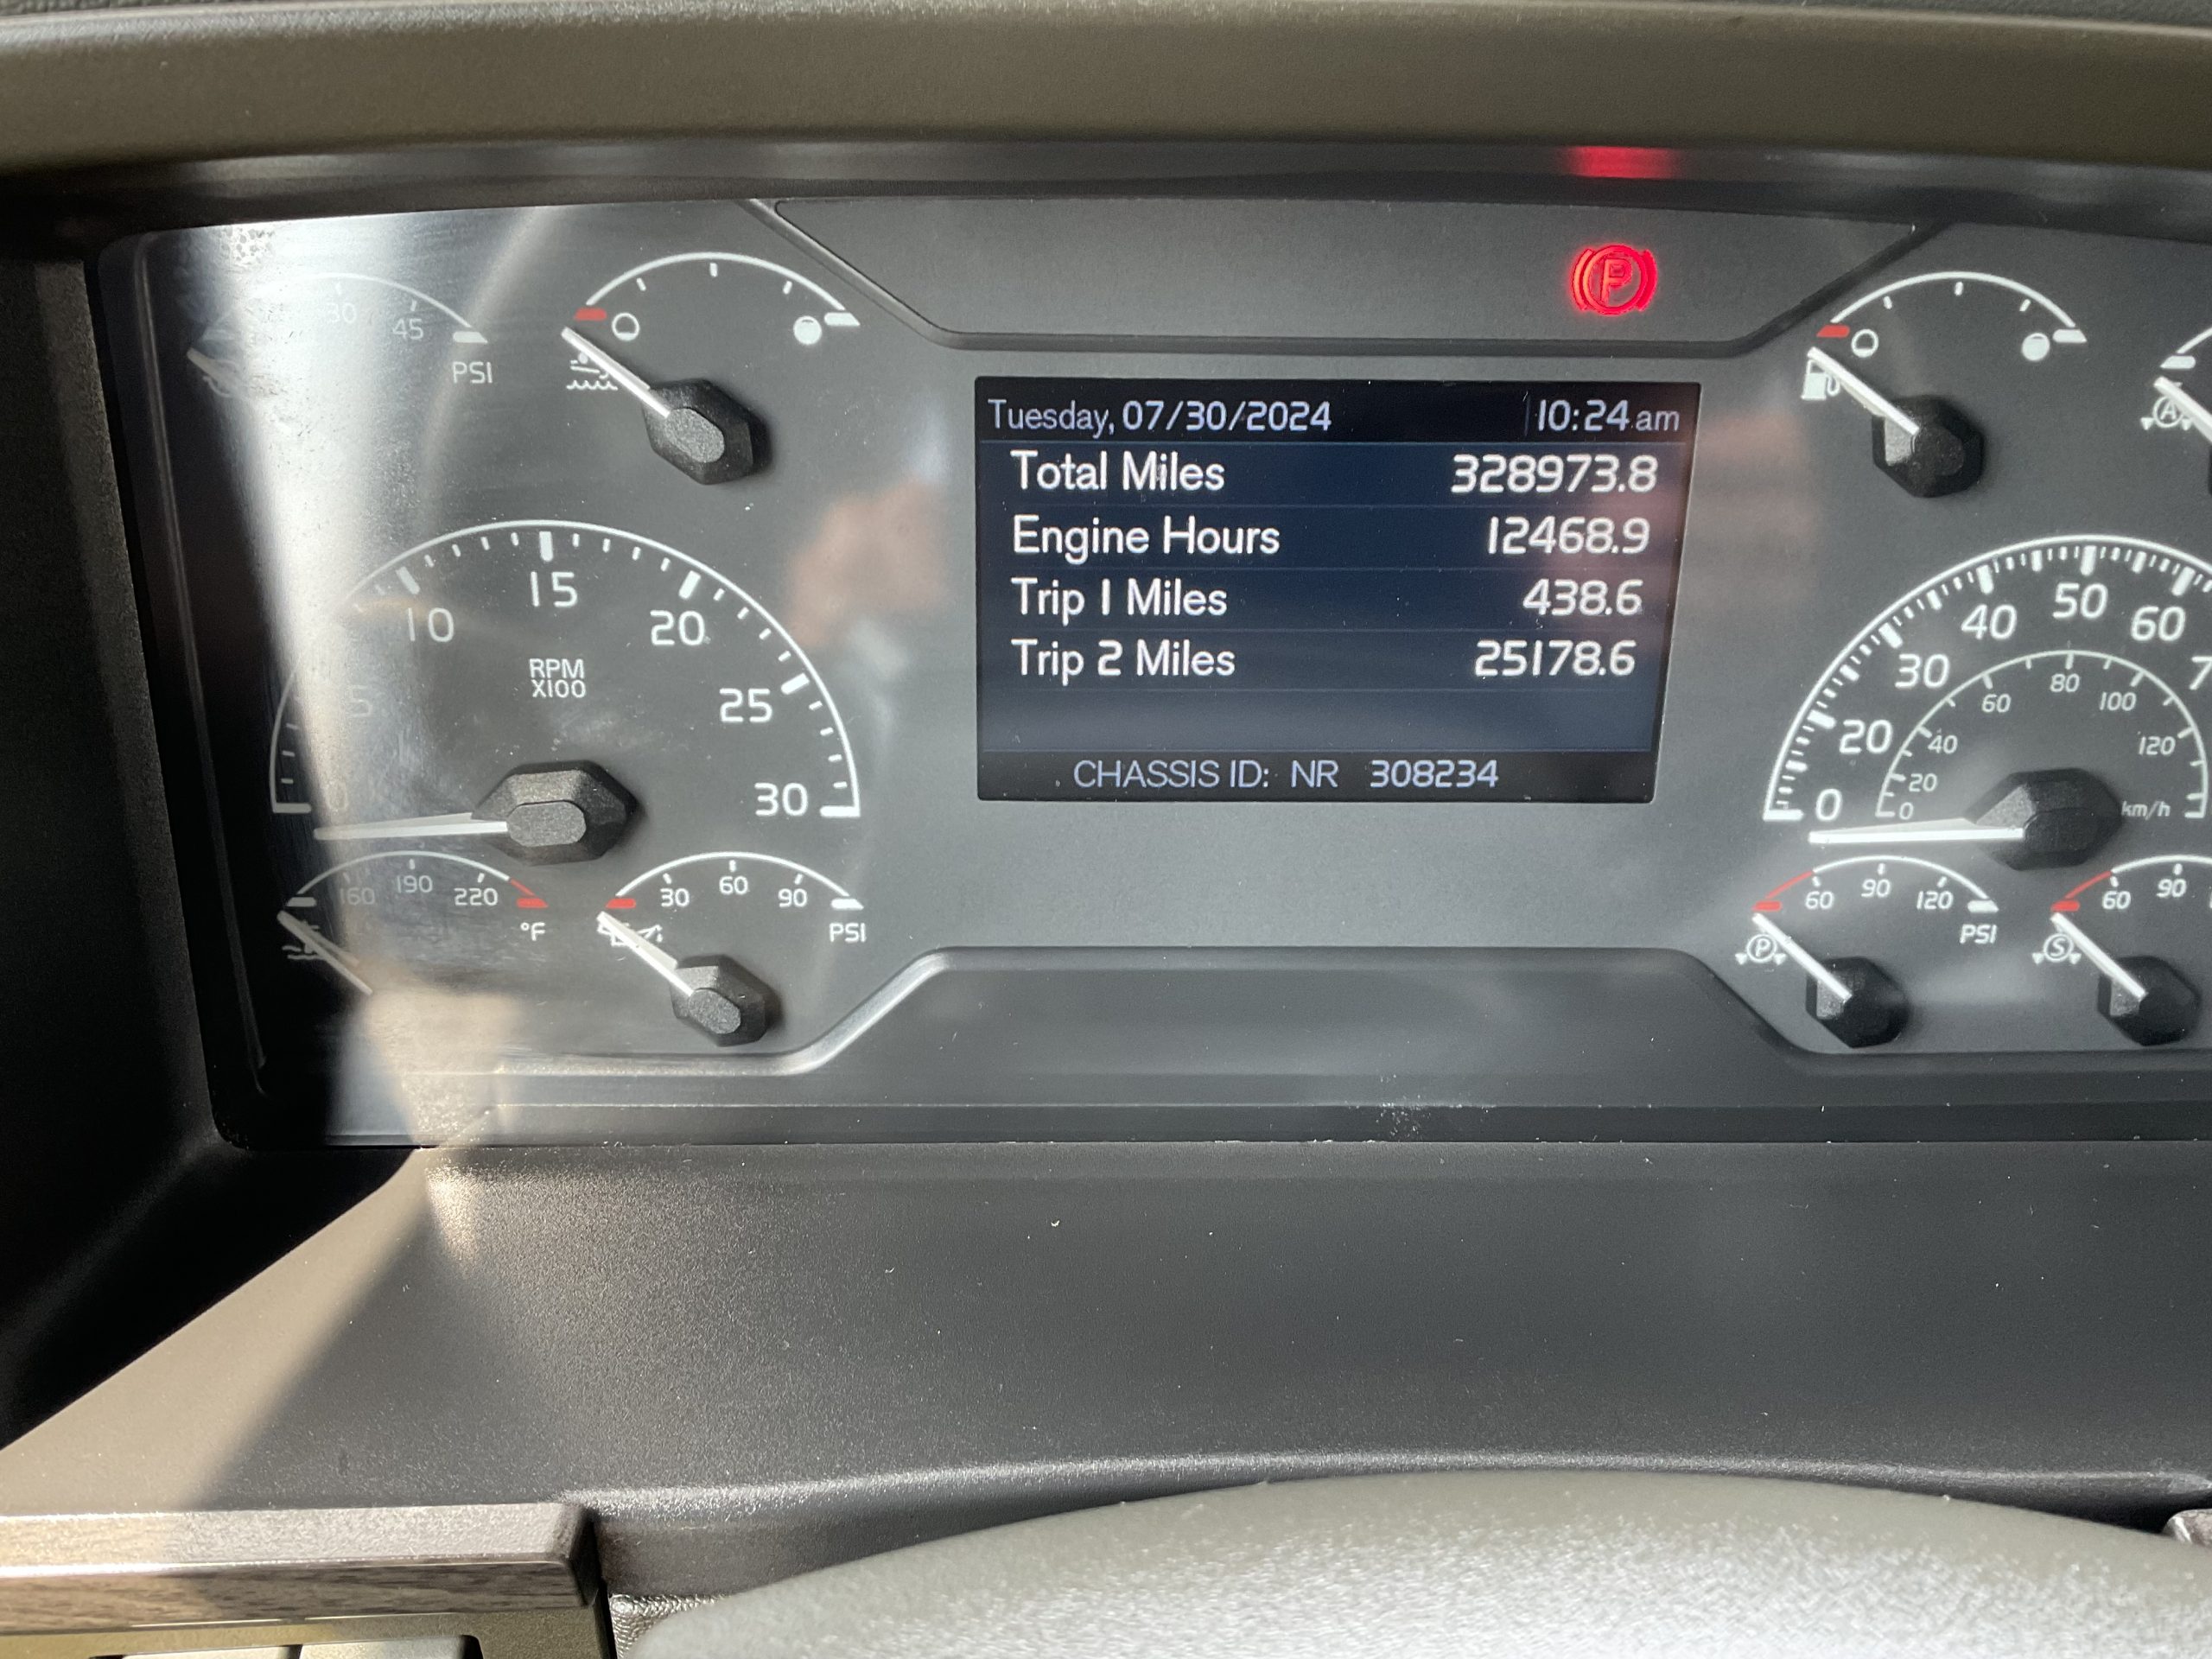 30
45
PSI
Tuesday, 07/30/2024 10:24 am
Total Miles 328973.8
Engine Hours 12468.9
Trip 1 Miles 438.6
Trip 2 Miles 25178.6
CHASSIS ID: NR 308234
0
5
10
15
20
25
30
RPM
X100
160
190
220
°F
30
60
90
PSI
0
20
30
40
50
60
0
20
40
60
80
100
120
km/h
60
90
120
PSI
60
90
P
P
S
A